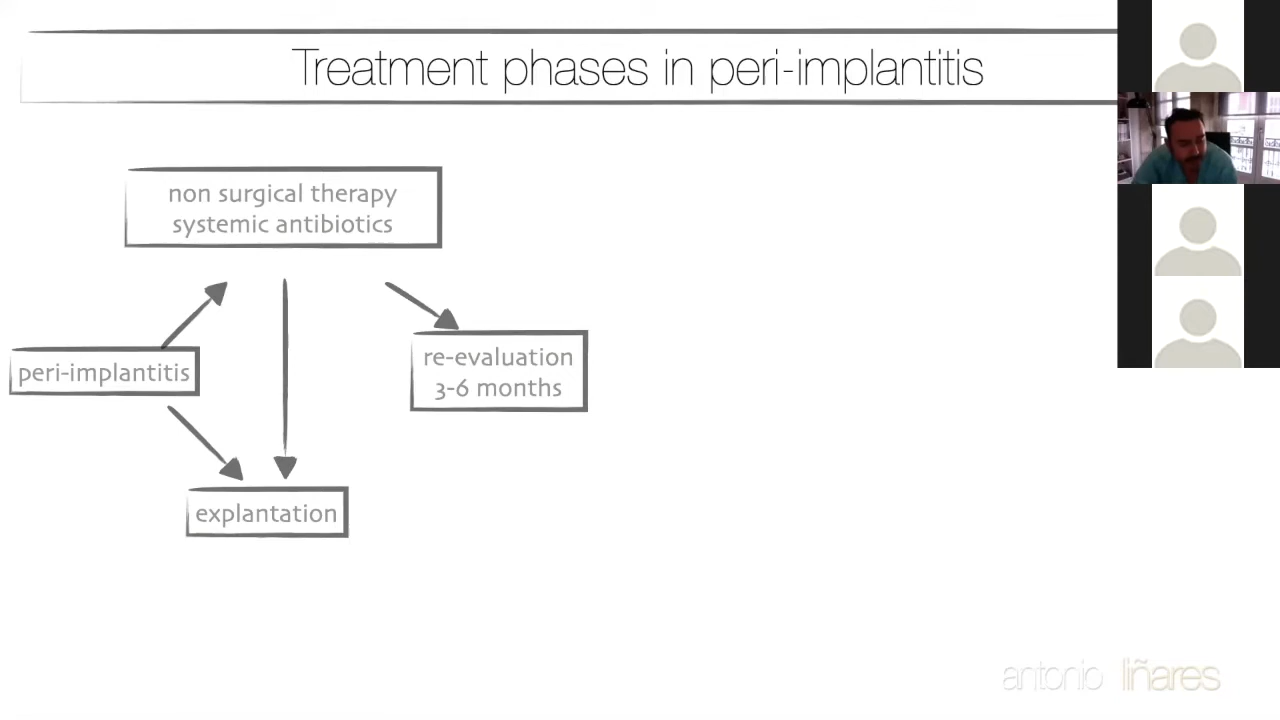 Treatment phases in peri-implantitis
non surgical therapy
systemic antibiotics
peri-implantitis
re-evaluation
3-6 months
explantation
antonio liñares